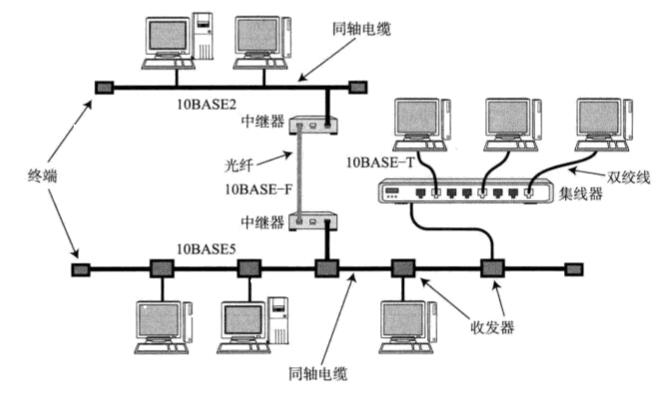 同轴电缆
10BASE2
中继器
10BASE-T
光纤
双绞线
终端
10BASE-F
集线器
中继器
10BASE5
收发器
同轴电缆